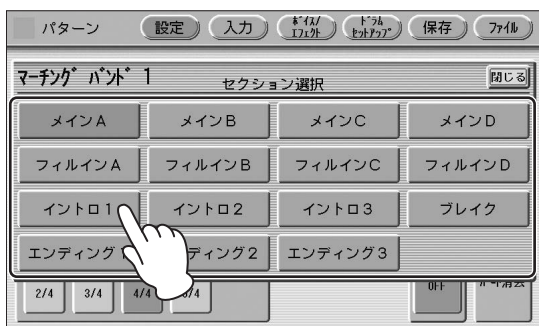 パターン 設定 入力 ボイス/エフェクト ドラムセットアップ 保存 ファイル
マーチング バンド 1 セクション選択 閉じる
メインA メインB メインC メインD
フィルインA フィルインB フィルインC フィルインD
イントロ1 イントロ2 イントロ3 ブレイク
エンディング ディング2 エンディング3
2/4 3/4 4/4 OFF